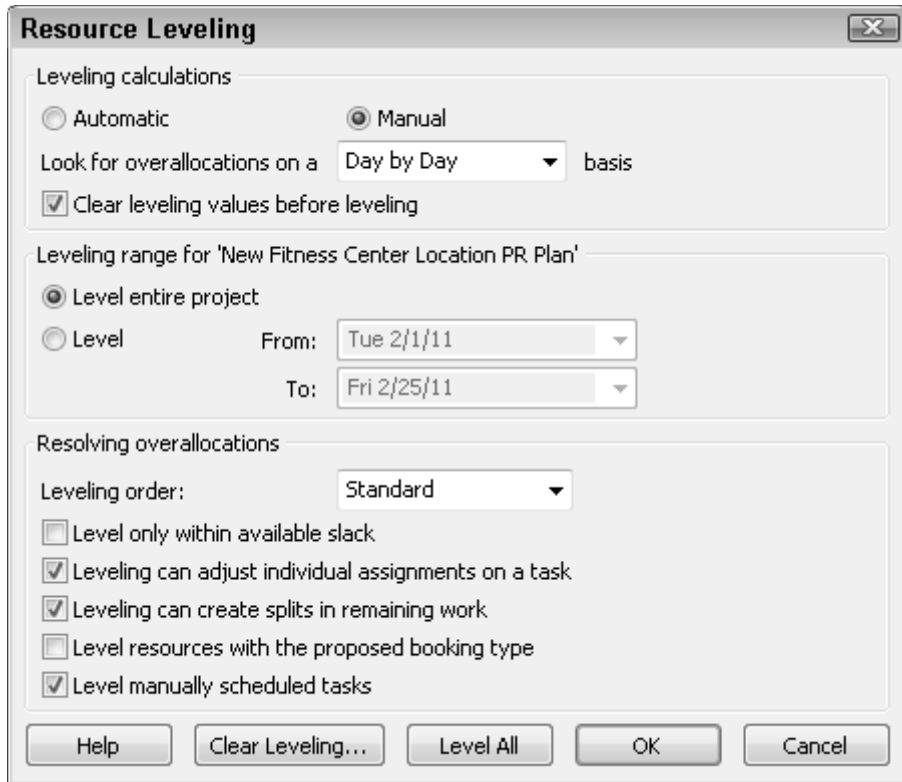 Resource Leveling
Leveling calculations
Automatic Manual
Look for overallocations on a Day by Day basis
Clear leveling values before leveling
Leveling range for 'New Fitness Center Location PR Plan'
Level entire project
Level From: Tue 2/1/11
To: Fri 2/25/11
Resolving overallocations
Leveling order: Standard
Level only within available slack
Leveling can adjust individual assignments on a task
Leveling can create splits in remaining work
Level resources with the proposed booking type
Level manually scheduled tasks
Help Clear Leveling... Level All OK Cancel